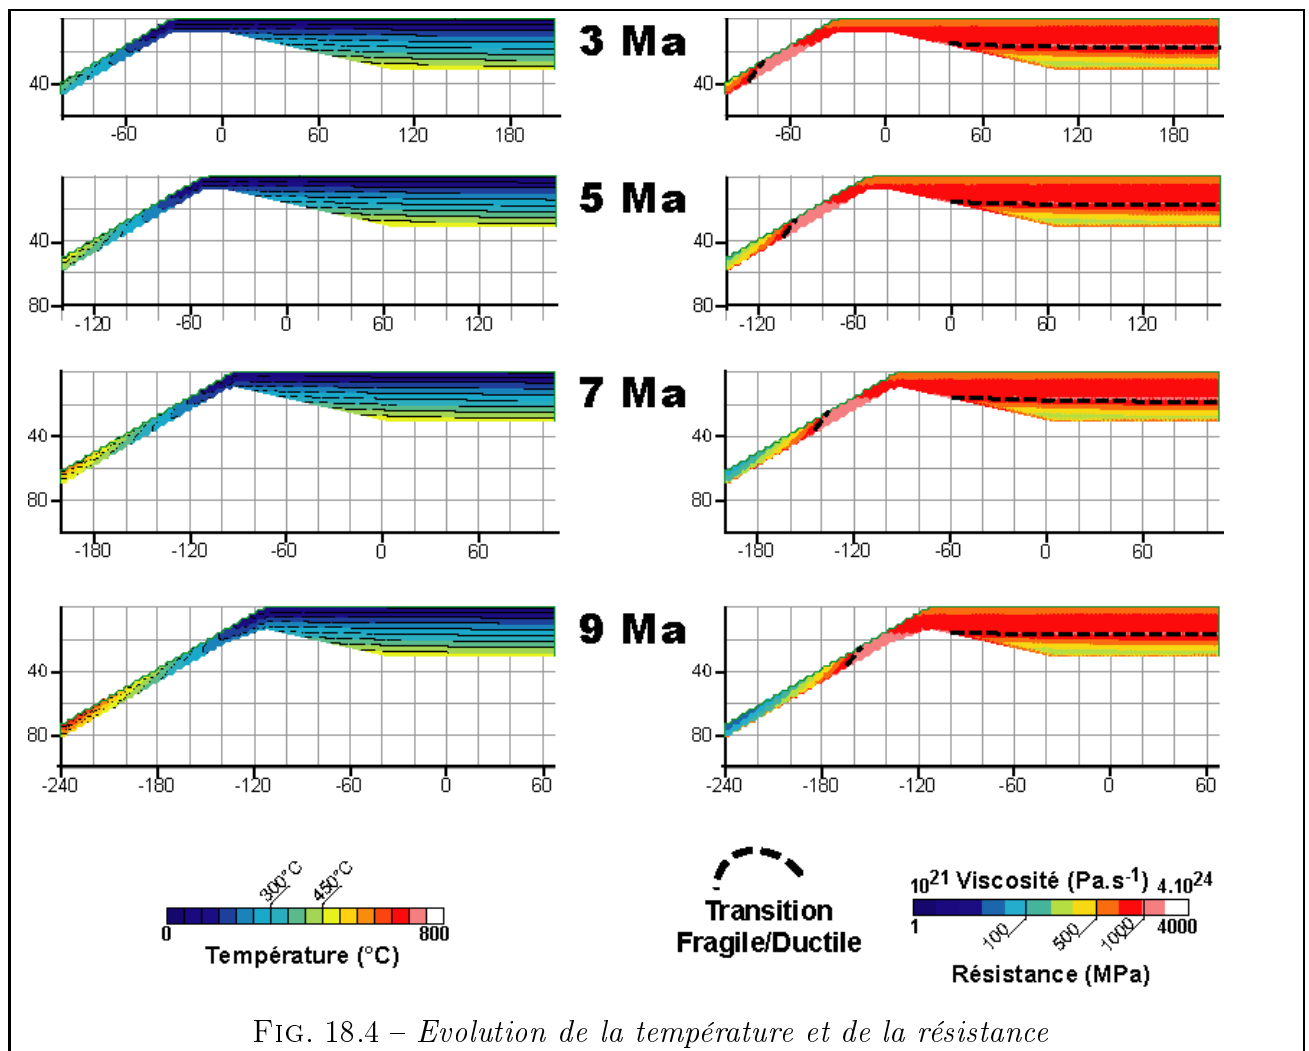 3 Ma
40
-60 0 60 120 180
40
-60 0 60 120 180
5 Ma
40
80
-120 -60 0 60 120
40
80
-120 -60 0 60 120
7 Ma
40
80
-180 -120 -60 0 60
40
80
-180 -120 -60 0 60
9 Ma
40
80
-240 -180 -120 -60 0 60
40
80
-240 -180 -120 -60 0 60
300°C 450°C
0 800
Température (°C)
Transition
Fragile/Ductile
10²¹ Viscosité (Pa.s⁻¹) 4.10²⁴
1 100 500 1000 4000
Résistance (MPa)
FIG. 18.4 – Evolution de la température et de la résistance